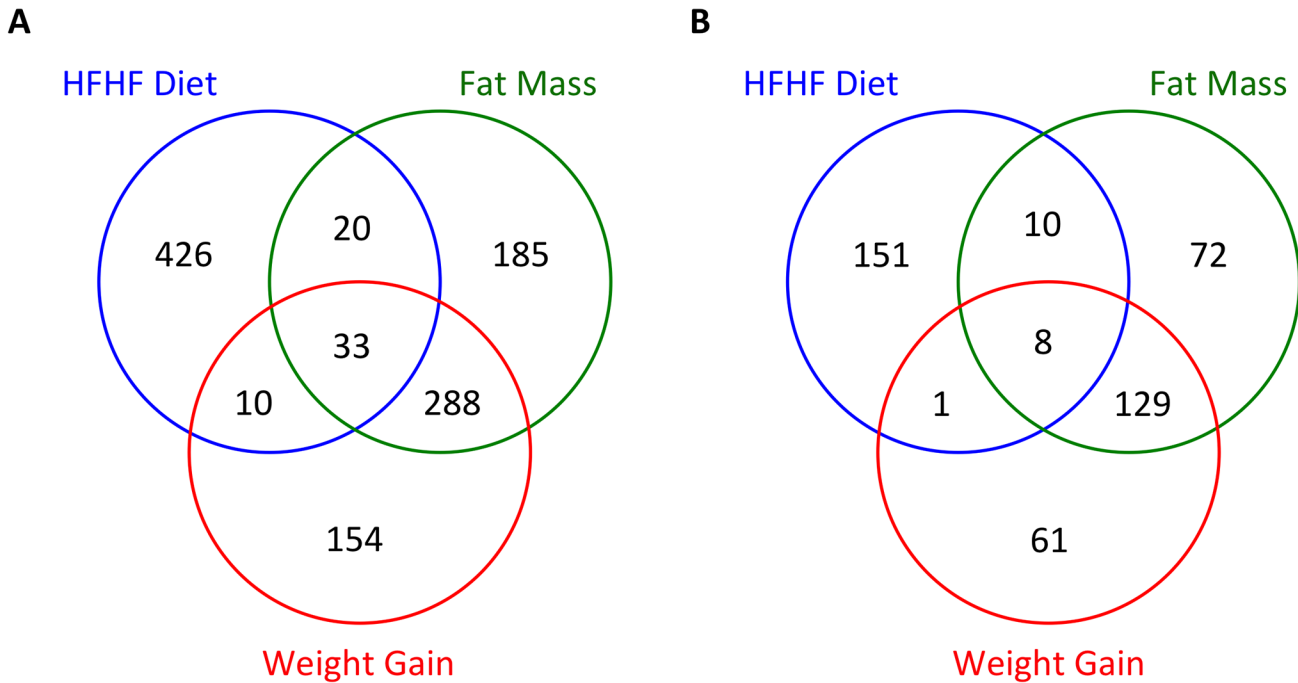 A
HFHF Diet
Fat Mass
426
20
185
33
10
288
154
Weight Gain
B
HFHF Diet
Fat Mass
151
10
72
8
1
129
61
Weight Gain